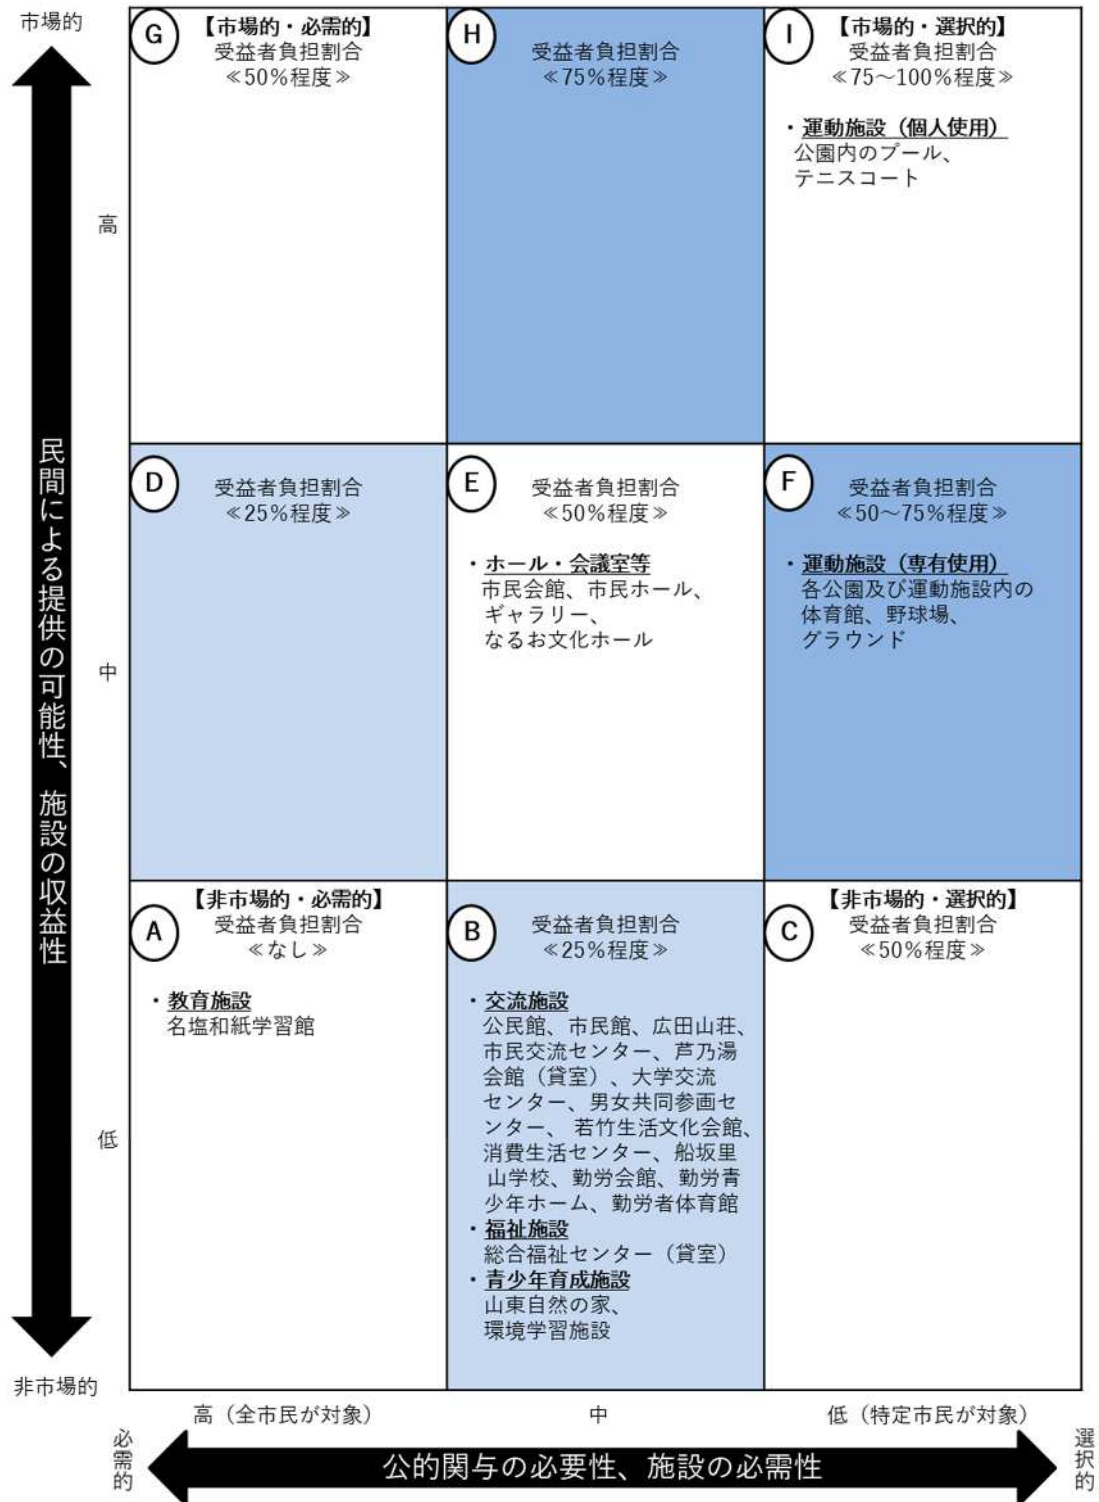 市場的
民間による提供の可能性、施設の収益性
非市場的
高
中
低
G
【市場的・必需的】
受益者負担割合
≪50%程度≫
H
受益者負担割合
≪75%程度≫
I
【市場的・選択的】
受益者負担割合
≪75～100%程度≫
・運動施設（個人使用）
公園内のプール、
テニスコート
D
受益者負担割合
≪25%程度≫
E
受益者負担割合
≪50%程度≫
・ホール・会議室等
市民会館、市民ホール、
ギャラリー、
なるお文化ホール
F
受益者負担割合
≪50～75%程度≫
・運動施設（専有使用）
各公園及び運動施設内の
体育館、野球場、
グラウンド
A
【非市場的・必需的】
受益者負担割合
≪なし≫
・教育施設
名塩和紙学習館
B
受益者負担割合
≪25%程度≫
・交流施設
公民館、市民館、広田山荘、
市民交流センター、芦乃湯
会館（貸室）、大学交流
センター、男女共同参画セ
ンター、若竹生活文化会館、
消費生活センター、船坂里
山学校、勤労会館、勤労青
少年ホーム、勤労者体育館
・福祉施設
総合福祉センター（貸室）
・青少年育成施設
山東自然の家、
環境学習施設
C
【非市場的・選択的】
受益者負担割合
≪50%程度≫
高（全市民が対象）
中
低（特定市民が対象）
必需的
公的関与の必要性、施設の必需性
選択的